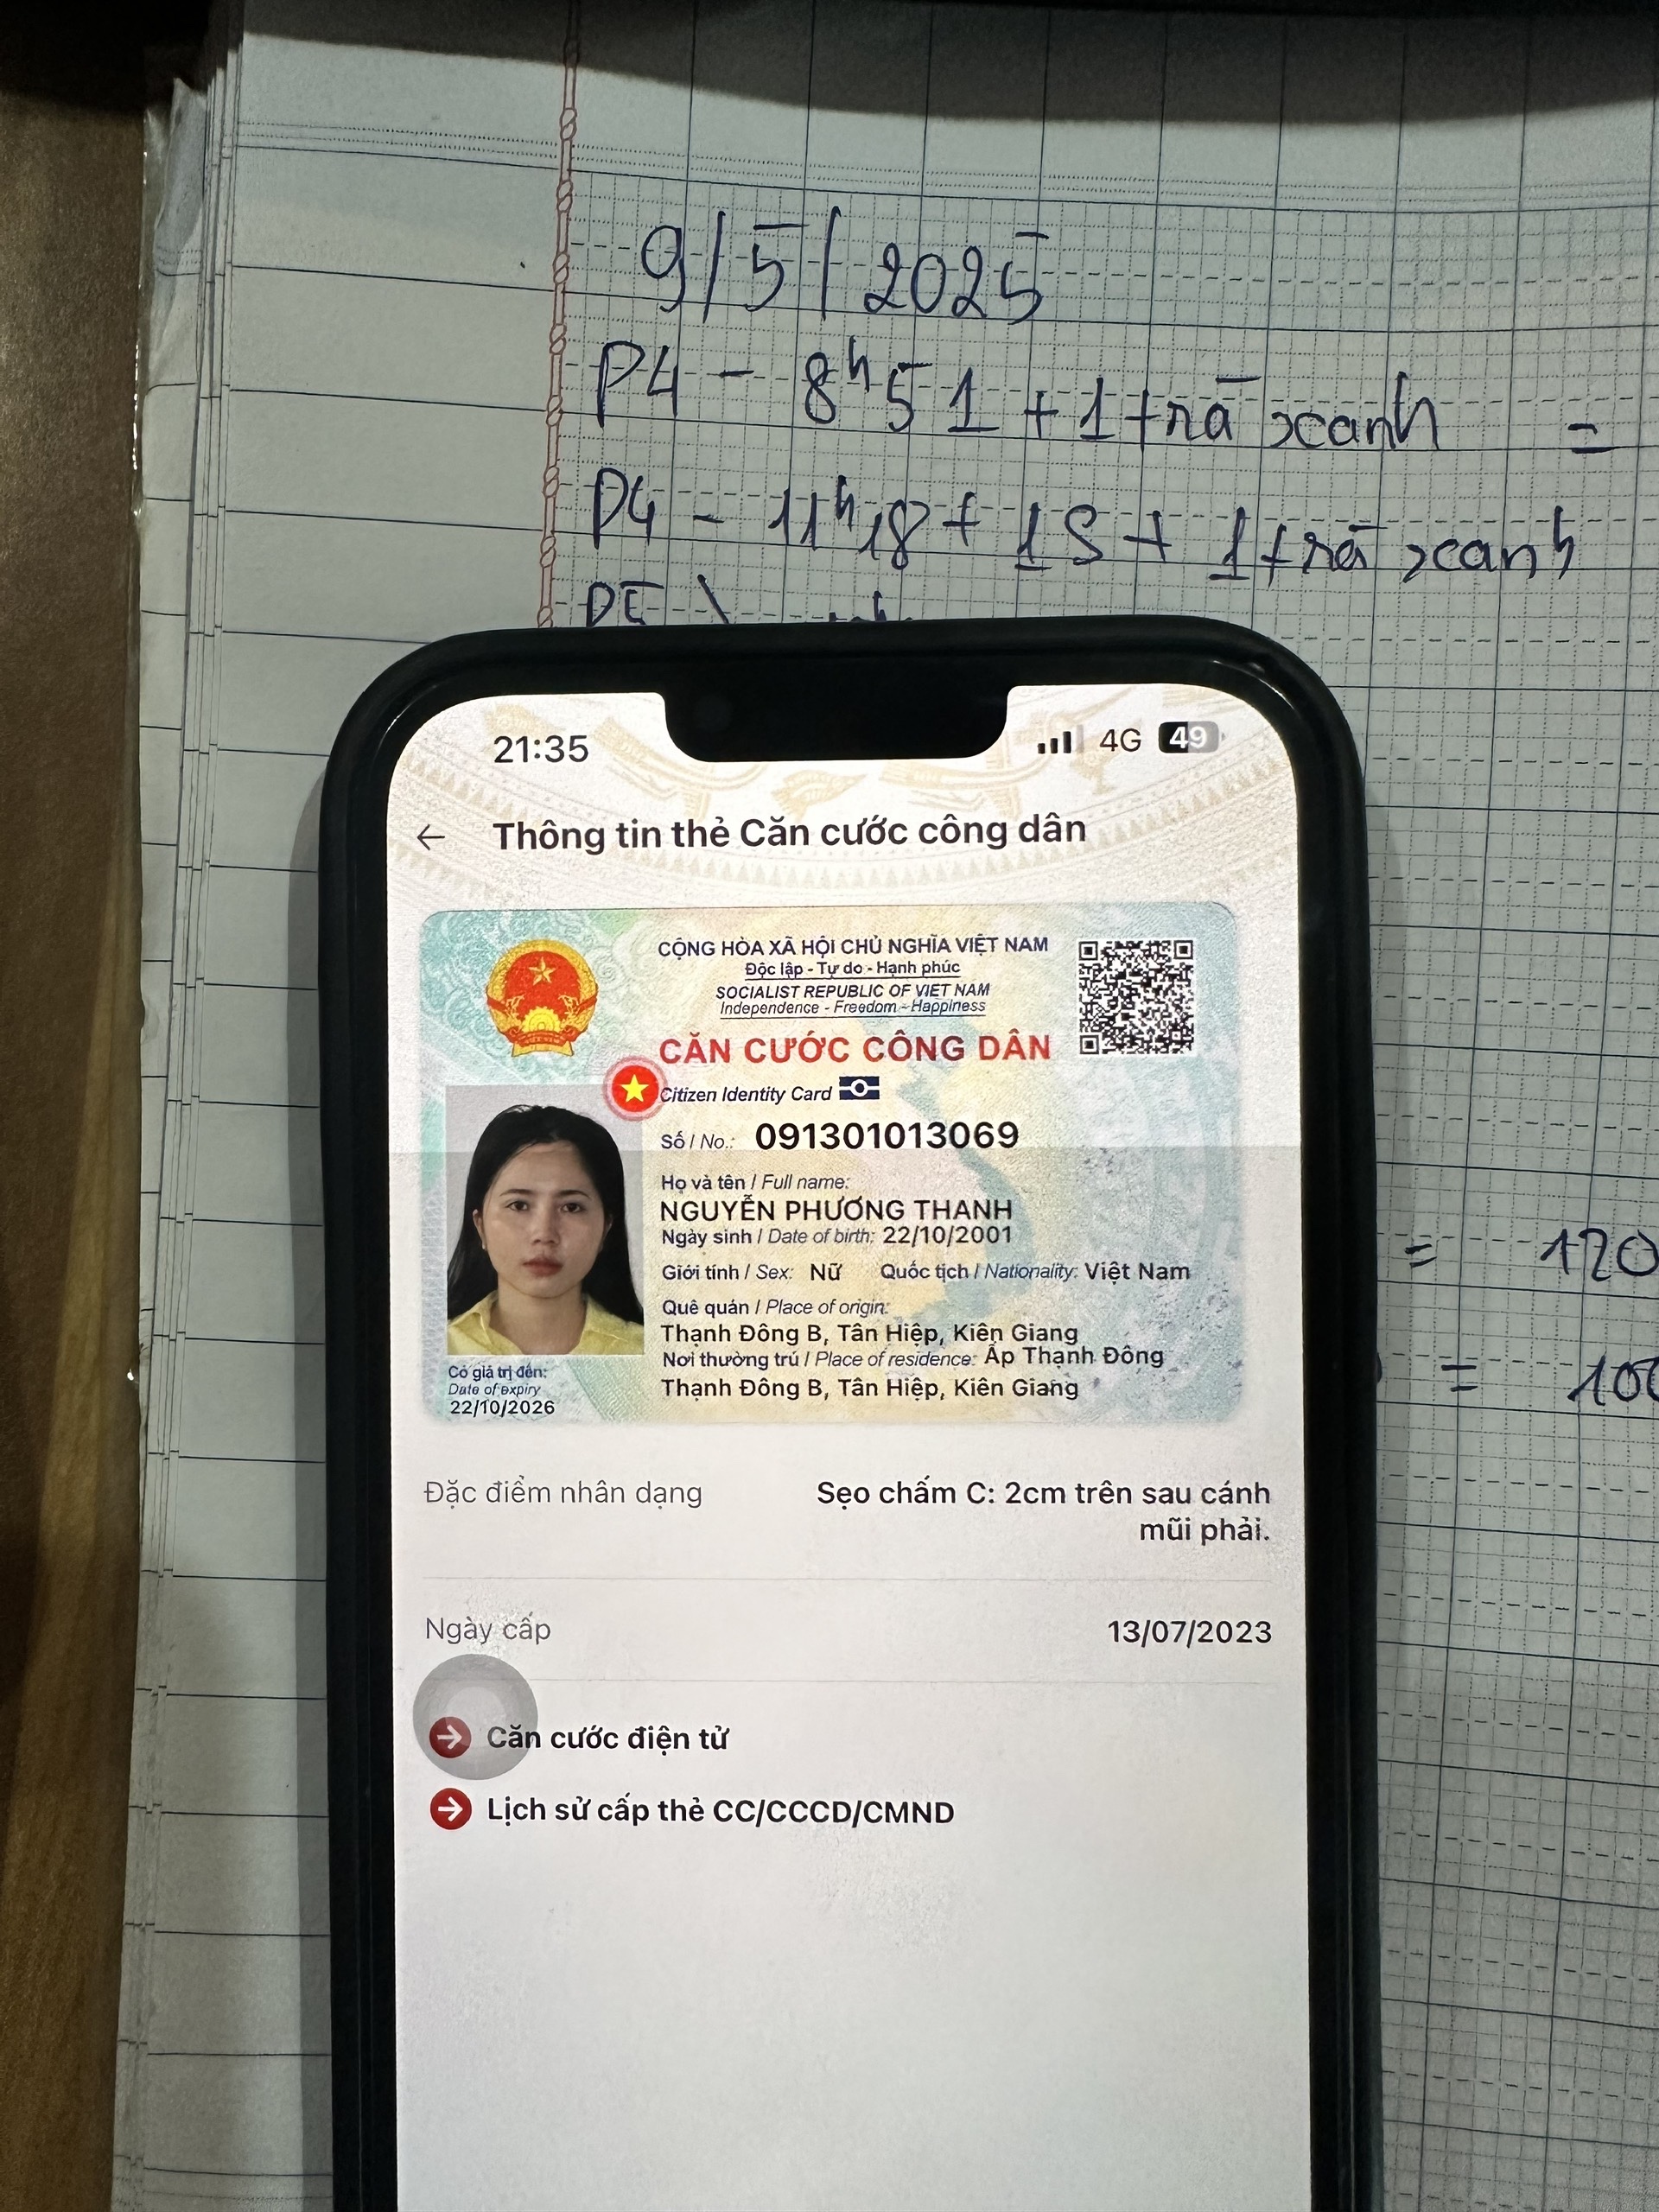 9/5/2025
P4 - 8h51 + 1 trà xanh =
P4 - 11h18 + 1S + 1 trà xanh
P5
21:35
4G 49
Thông tin thẻ Căn cước công dân
CỘNG HÒA XÃ HỘI CHỦ NGHĨA VIỆT NAM
Độc lập - Tự do - Hạnh phúc
SOCIALIST REPUBLIC OF VIET NAM
Independence - Freedom - Happiness
CĂN CƯỚC CÔNG DÂN
Citizen Identity Card
Số / No.: 091301013069
Họ và tên / Full name:
NGUYỄN PHƯƠNG THANH
Ngày sinh / Date of birth: 22/10/2001
Giới tính / Sex: Nữ Quốc tịch / Nationality: Việt Nam
Quê quán / Place of origin:
Thạnh Đông B, Tân Hiệp, Kiên Giang
Nơi thường trú / Place of residence: Ấp Thạnh Đông
Thạnh Đông B, Tân Hiệp, Kiên Giang
Có giá trị đến:
Date of expiry
22/10/2026
= 120
= 100
Đặc điểm nhân dạng
Sẹo chấm C: 2cm trên sau cánh
mũi phải.
Ngày cấp 13/07/2023
Căn cước điện tử
Lịch sử cấp thẻ CC/CCCD/CMND